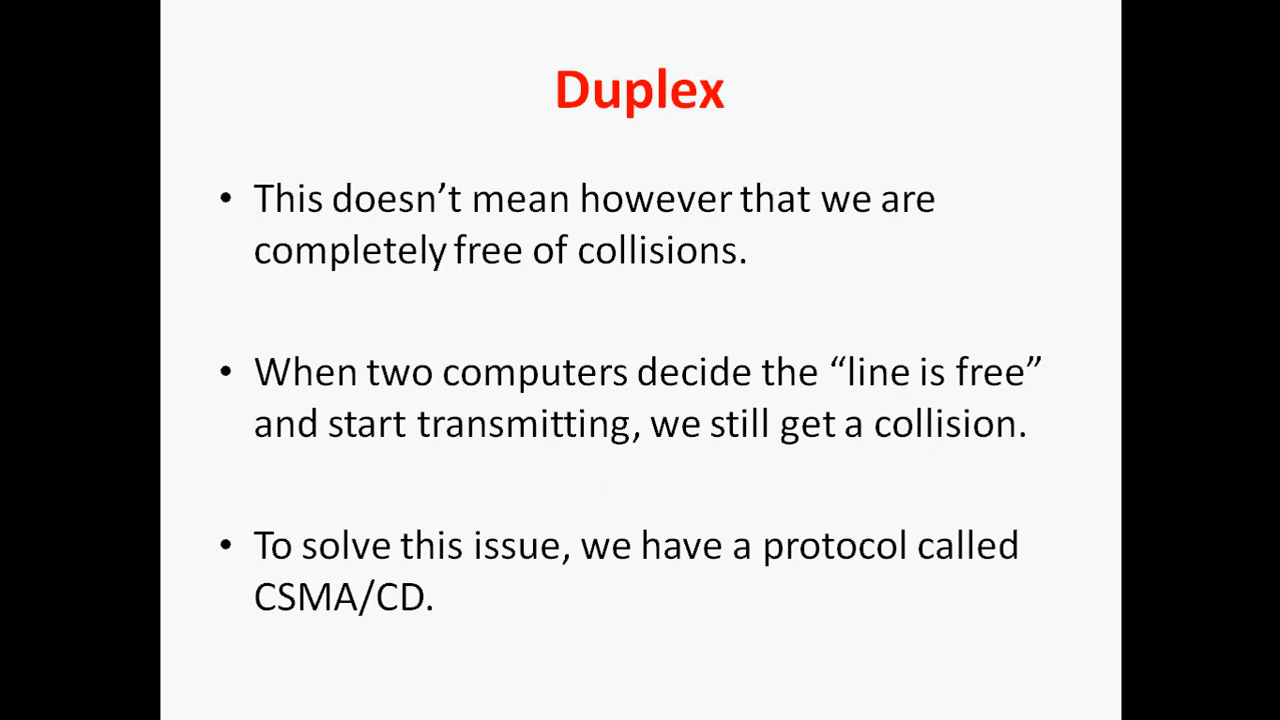 Duplex
• This doesn’t mean however that we are
completely free of collisions.
• When two computers decide the “line is free”
and start transmitting, we still get a collision.
• To solve this issue, we have a protocol called
CSMA/CD.